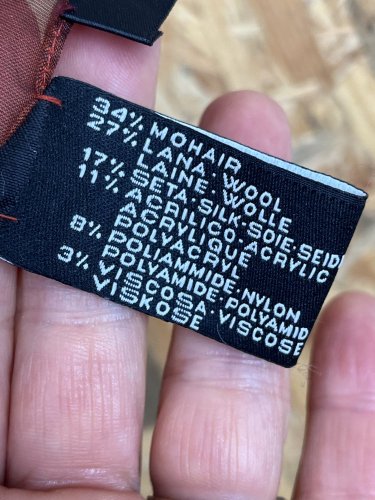 34% MOHAIR
27% LANA·WOOL
LAINE·WOLLE
17% SETA·SILK·SOIE·SEIDE
11% ACRILICO·ACRYLIC
ACRYLIQUE
POLYACRYL
8% POLIAMMIDE·NYLON
POLYAMIDE·POLYAMID
3% VISCOSA·VISCOSE
VISKOSE